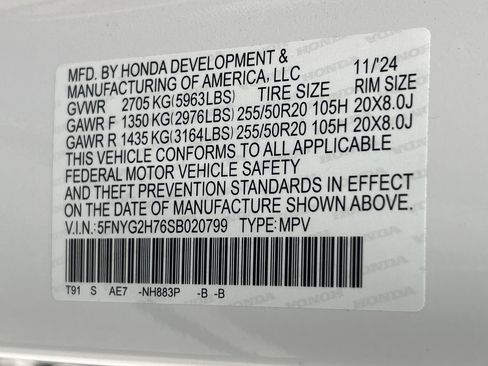 MFD. BY HONDA DEVELOPMENT &
MANUFACTURING OF AMERICA, LLC 11/'24
GVWR 2705 KG(5963LBS) TIRE SIZE RIM SIZE
GAWR F 1350 KG(2976LBS) 255/50R20 105H 20X8.0J
GAWR R 1435 KG(3164LBS) 255/50R20 105H 20X8.0J
THIS VEHICLE CONFORMS TO ALL APPLICABLE
FEDERAL MOTOR VEHICLE SAFETY
AND THEFT PREVENTION STANDARDS IN EFFECT
ON THE DATE OF MANUFACTURE SHOWN ABOVE.
V.I.N.:5FNYG2H76SB020799 TYPE: MPV
T91 S AE7 -NH883P -B -B